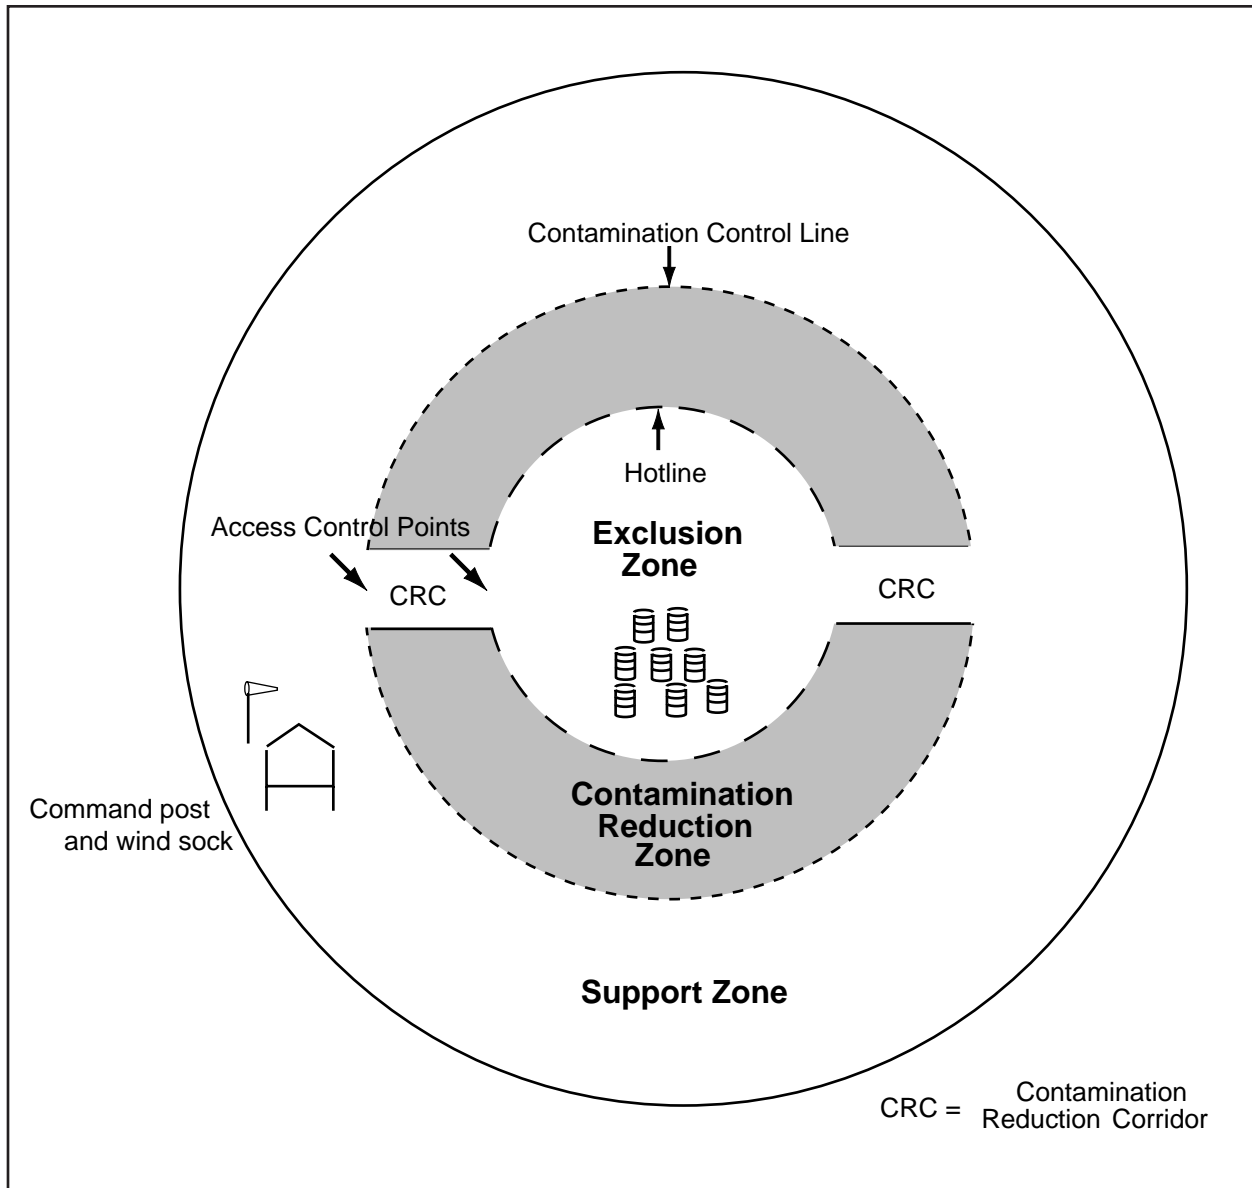 Contamination Control Line
Hotline
Access Control Points
Exclusion
Zone
CRC
CRC
Command post
and wind sock
Contamination
Reduction
Zone
Support Zone
CRC = Contamination
Reduction Corridor